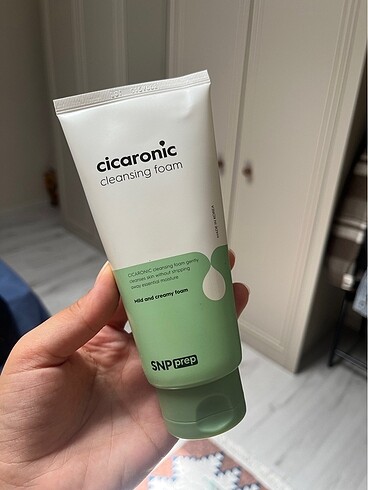 cicaronic
cleansing foam
MADE IN KOREA
CICARONIC cleansing foam gently
cleanses skin without stripping
away essential moisture.
Mild and creamy foam
SNP prep